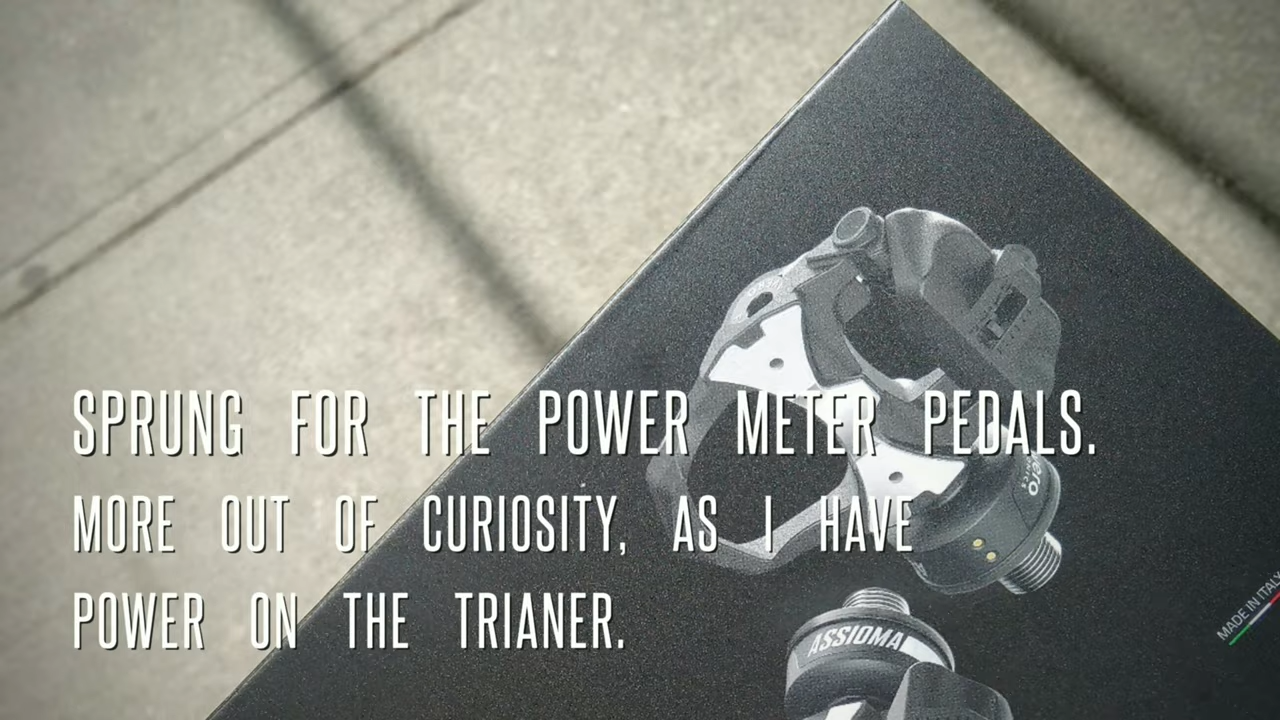 SPRUNG FOR THE POWER METER PEDALS.
MORE OUT OF CURIOSITY, AS I HAVE
POWER ON THE TRIANER.
ASSIOMA
MADE IN ITALY